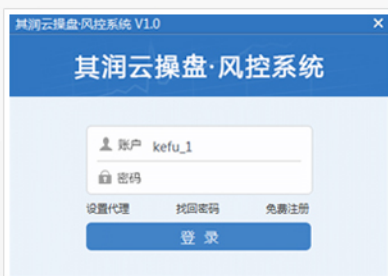 其润云操盘·风控系统 V1.0
其润云操盘·风控系统
账户 kefu_1
密码
设置代理 找回密码 免费注册
登录